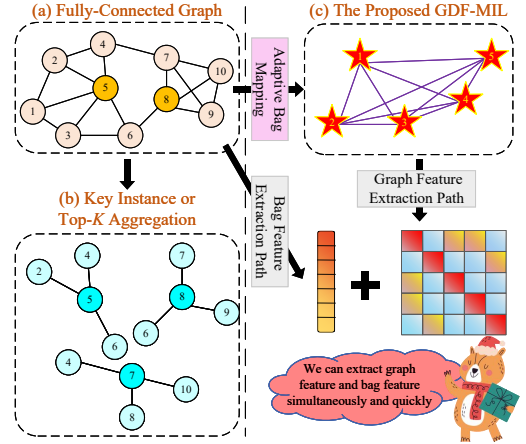 (a) Fully-Connected Graph
4
2
7
10
5
8
1
9
3
6
Adaptive Bag
Mapping
(c) The Proposed GDF-MIL
1
5
4
2
3
(b) Key Instance or
Top-K Aggregation
4
2
5
6
7
8
9
6
4
7
10
8
Bag Feature
Extraction Path
Graph Feature
Extraction Path
We can extract graph
feature and bag feature
simultaneously and quickly